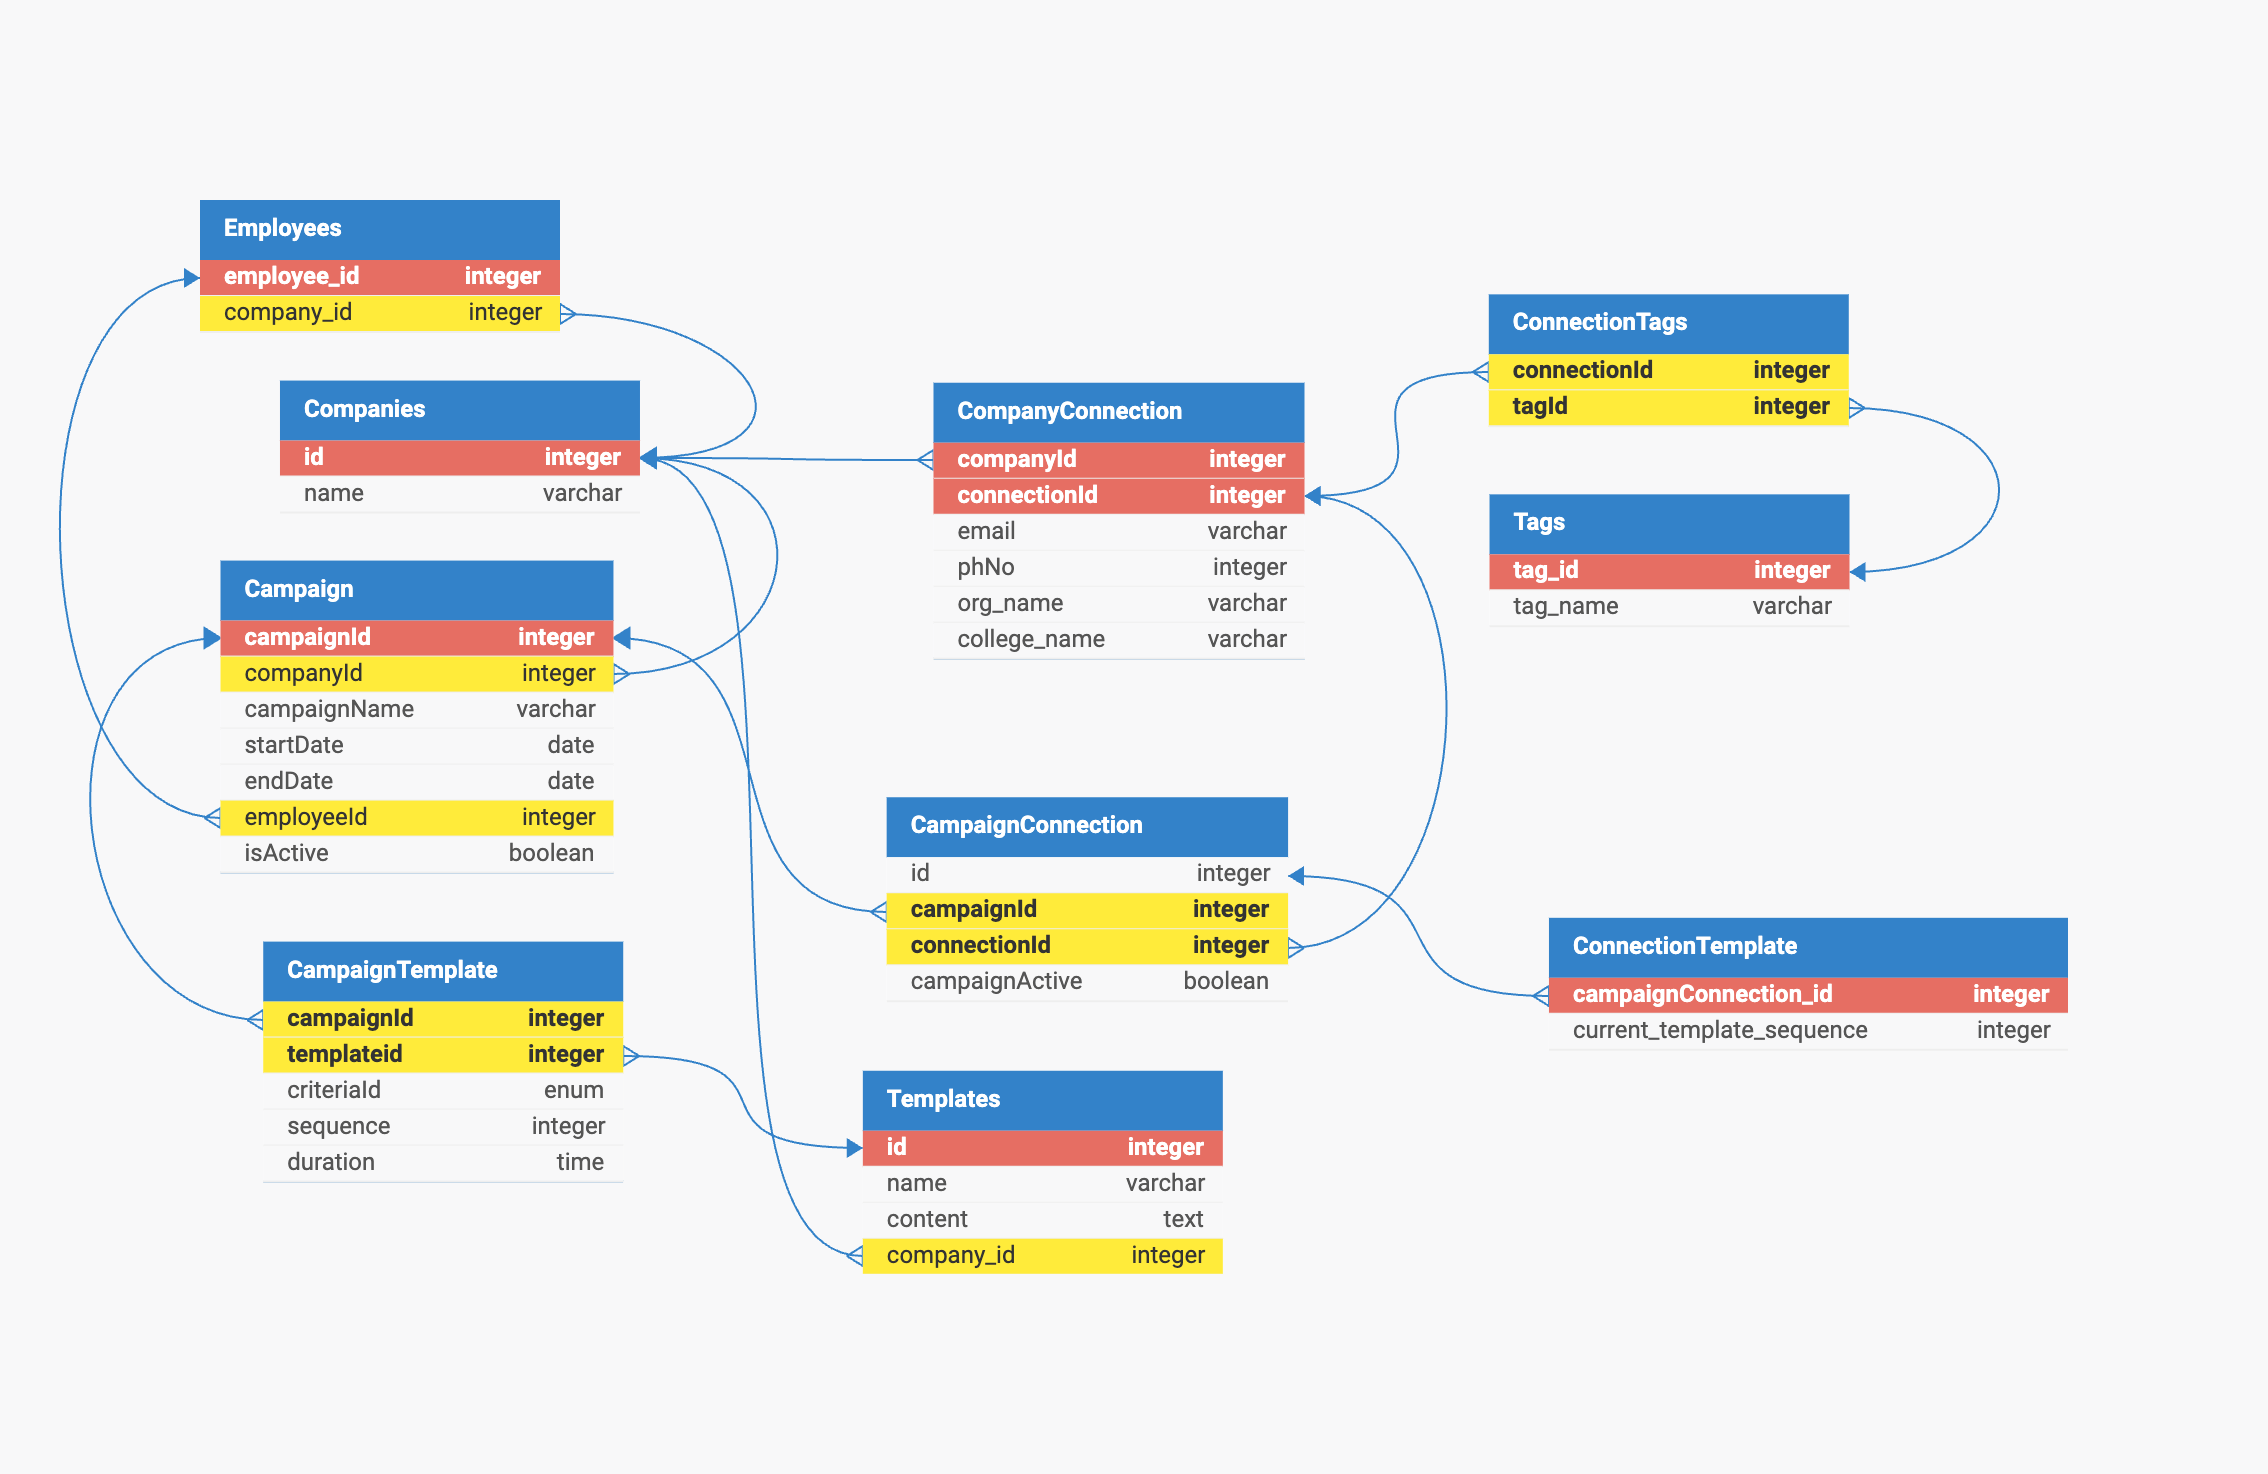 Employees
employee_id integer
company_id integer
Companies
id integer
name varchar
Campaign
campaignId integer
companyId integer
campaignName varchar
startDate date
endDate date
employeeId integer
isActive boolean
CampaignTemplate
campaignId integer
templateid integer
criteriaId enum
sequence integer
duration time
CompanyConnection
companyId integer
connectionId integer
email varchar
phNo integer
org_name varchar
college_name varchar
CampaignConnection
id integer
campaignId integer
connectionId integer
campaignActive boolean
Templates
id integer
name varchar
content text
company_id integer
ConnectionTags
connectionId integer
tagId integer
Tags
tag_id integer
tag_name varchar
ConnectionTemplate
campaignConnection_id integer
current_template_sequence integer